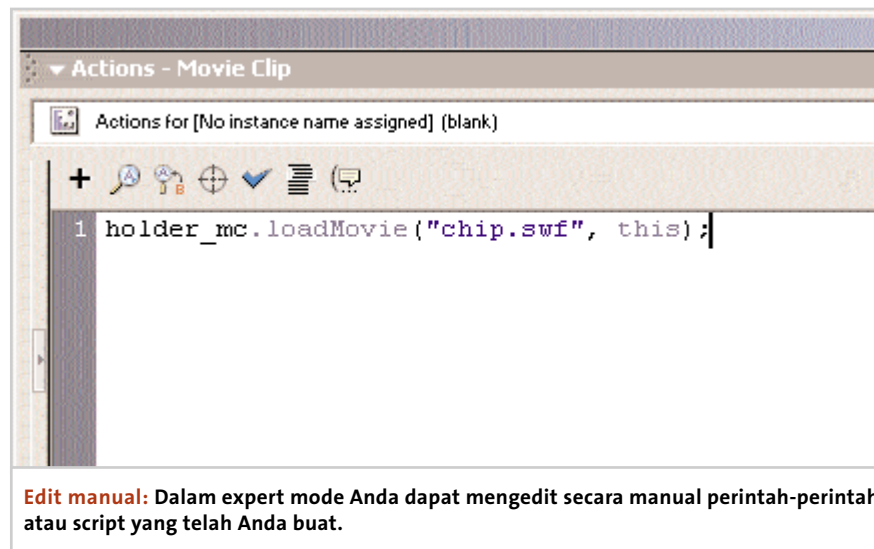 Actions - Movie Clip
Actions for [No instance name assigned] (blank)
1 holder_mc.loadMovie("chip.swf", this);
Edit manual: Dalam expert mode Anda dapat mengedit secara manual perintah-perintah
atau script yang telah Anda buat.